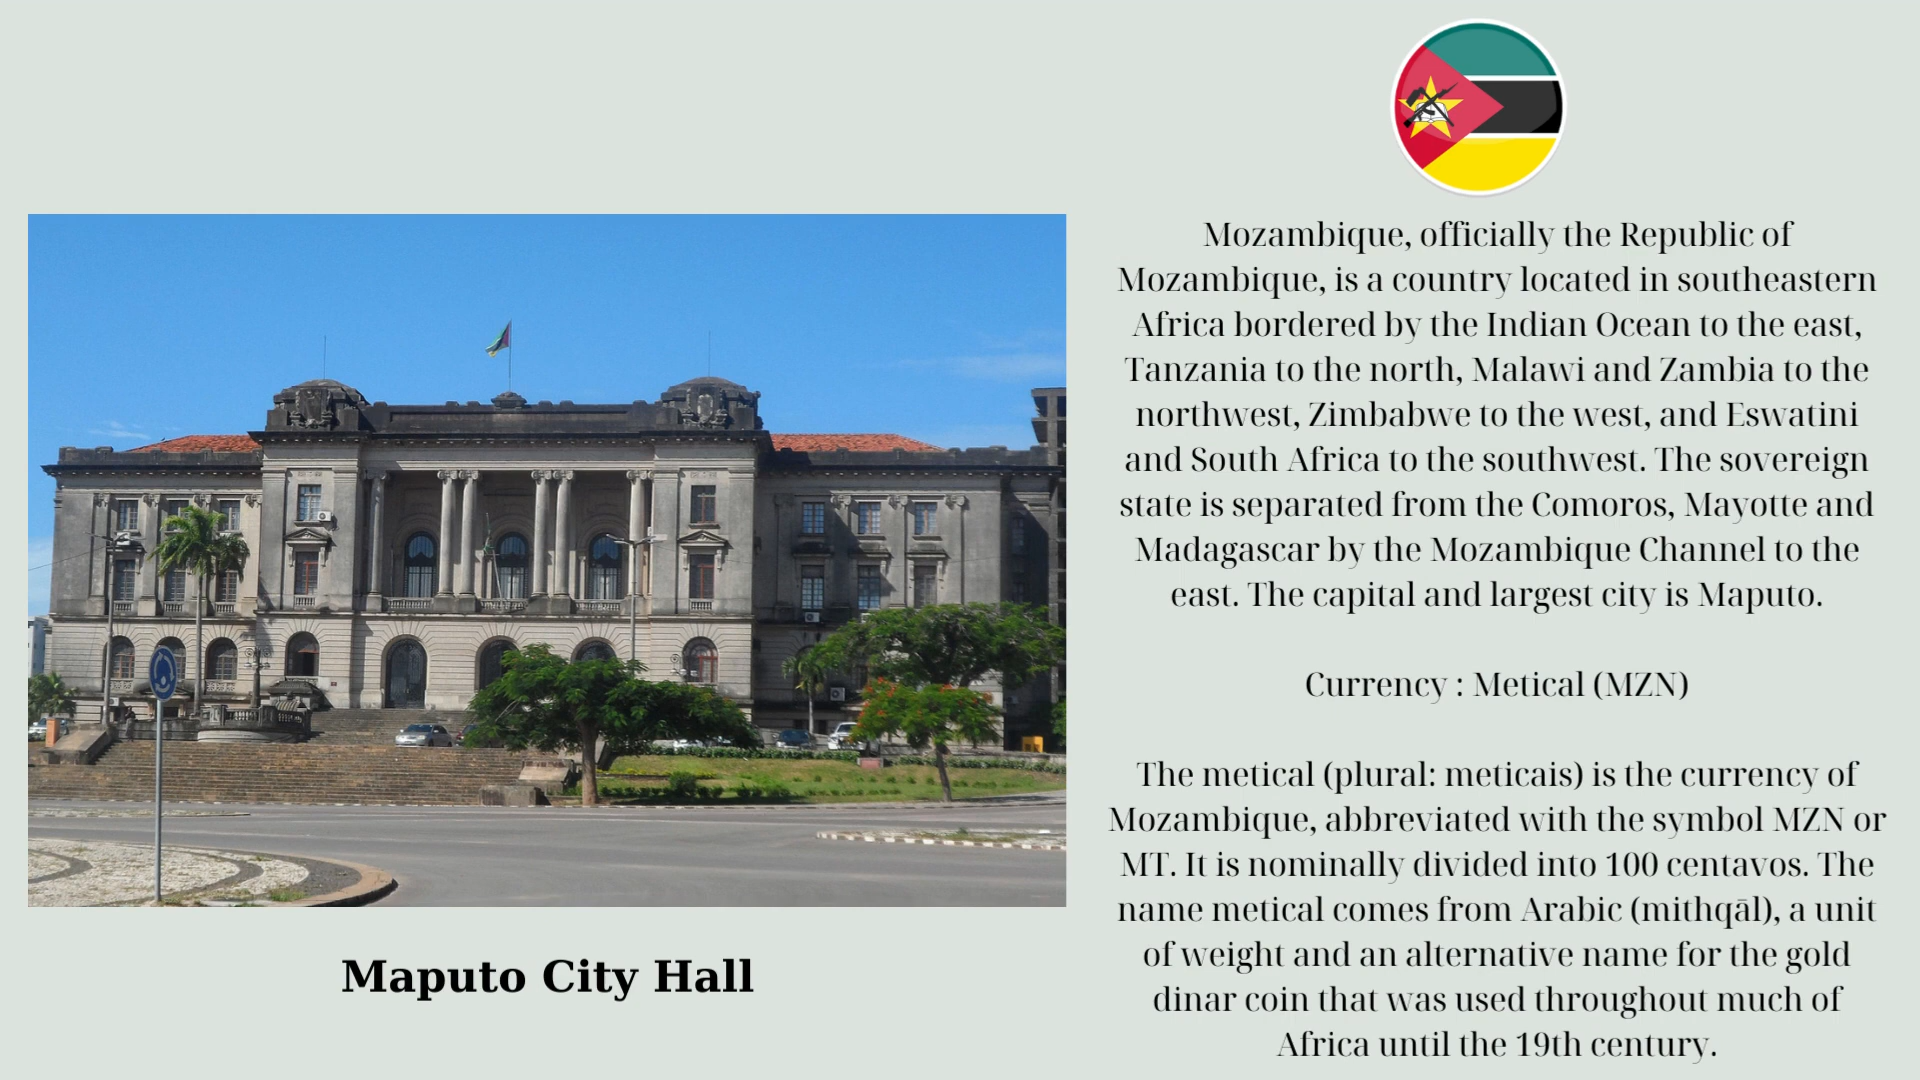 Mozambique, officially the Republic of
Mozambique, is a country located in southeastern
Africa bordered by the Indian Ocean to the east,
Tanzania to the north, Malawi and Zambia to the
northwest, Zimbabwe to the west, and Eswatini
and South Africa to the southwest. The sovereign
state is separated from the Comoros, Mayotte and
Madagascar by the Mozambique Channel to the
east. The capital and largest city is Maputo.
Currency : Metical (MZN)
The metical (plural: meticais) is the currency of
Mozambique, abbreviated with the symbol MZN or
MT. It is nominally divided into 100 centavos. The
name metical comes from Arabic (mithqāl), a unit
of weight and an alternative name for the gold
dinar coin that was used throughout much of
Africa until the 19th century.
Maputo City Hall